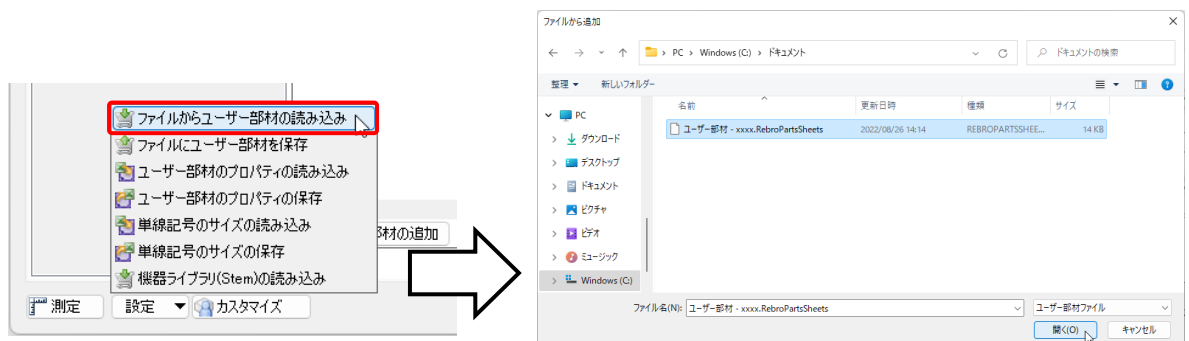 ファイルからユーザー部材の読み込み
ファイルにユーザー部材を保存
ユーザー部材のプロパティの読み込み
ユーザー部材のプロパティの保存
単線記号のサイズの読み込み
単線記号のサイズの保存
機器ライブラリ(Stem)の読み込み
部材の追加
測定
設定
カスタマイズ
ファイルから追加
PC > Windows (C:) > ドキュメント
ドキュメントの検索
整理 新しいフォルダー
名前 更新日時 種類 サイズ
ユーザー部材 - xxxx.RebroPartsSheets 2022/08/26 14:14 REBROPARTSSHEE... 14 KB
PC
ダウンロード
デスクトップ
ドキュメント
ピクチャ
ビデオ
ミュージック
Windows (C:)
ファイル名(N): ユーザー部材 - xxxx.RebroPartsSheets ユーザー部材ファイル
開く(O) キャンセル